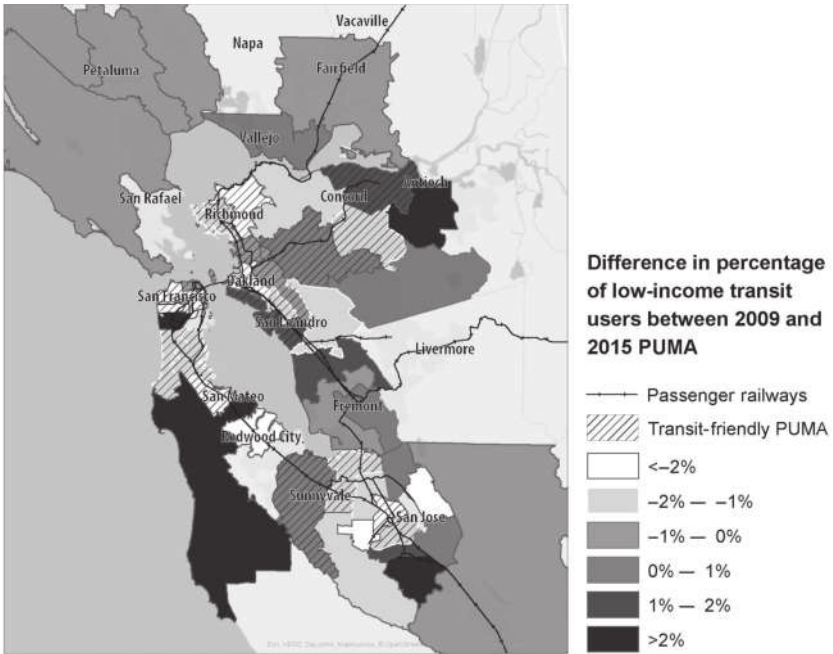 Vacaville
Napa
Petaluma
Fairfield
Vallejo
Antioch
San Rafael
Concord
Richmond
Oakland
San Francisco
San Leandro
Livermore
San Mateo
Fremont
Redwood City
Sunnyvale
San Jose
Difference in percentage
of low-income transit
users between 2009 and
2015 PUMA
Passenger railways
Transit-friendly PUMA
<–2%
–2% — –1%
–1% — 0%
0% — 1%
1% — 2%
>2%